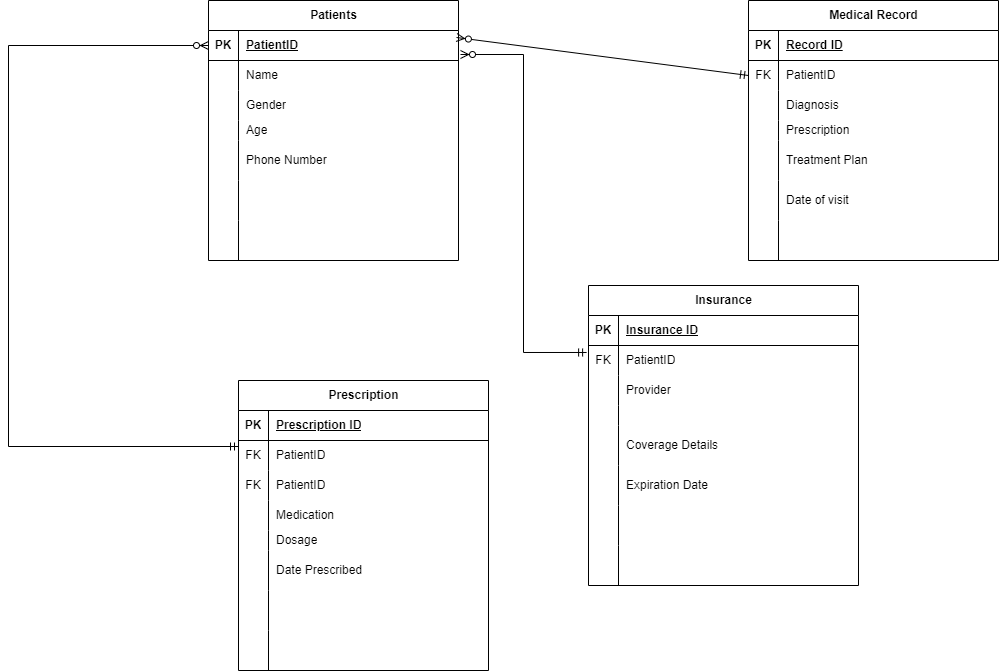 Patients
PK PatientID
Name
Gender
Age
Phone Number
Medical Record
PK Record ID
FK PatientID
Diagnosis
Prescription
Treatment Plan
Date of visit
Insurance
PK Insurance ID
FK PatientID
Provider
Coverage Details
Expiration Date
Prescription
PK Prescription ID
FK PatientID
FK PatientID
Medication
Dosage
Date Prescribed